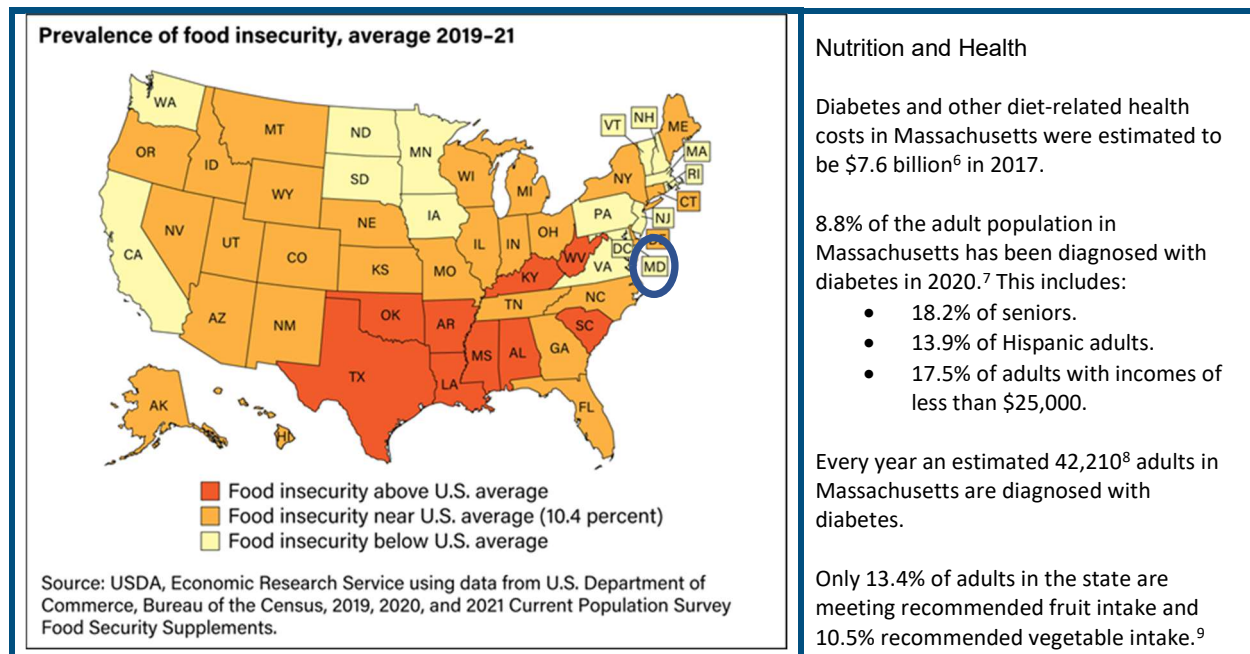 Prevalence of food insecurity, average 2019–21
WA
MT
ND
MN
VT
NH
ME
OR
ID
WY
SD
WI
MI
NY
MA
RI
CT
NV
UT
CO
NE
IA
IL
IN
OH
PA
NJ
CA
KS
MO
KY
WV
VA
DC
DE
MD
AZ
NM
OK
AR
TN
NC
SC
TX
LA
MS
AL
GA
FL
AK
HI
Food insecurity above U.S. average
Food insecurity near U.S. average (10.4 percent)
Food insecurity below U.S. average
Source: USDA, Economic Research Service using data from U.S. Department of
Commerce, Bureau of the Census, 2019, 2020, and 2021 Current Population Survey
Food Security Supplements.
Nutrition and Health
Diabetes and other diet-related health
costs in Massachusetts were estimated to
be $7.6 billion⁶ in 2017.
8.8% of the adult population in
Massachusetts has been diagnosed with
diabetes in 2020.⁷ This includes:
• 18.2% of seniors.
• 13.9% of Hispanic adults.
• 17.5% of adults with incomes of
less than $25,000.
Every year an estimated 42,210⁸ adults in
Massachusetts are diagnosed with
diabetes.
Only 13.4% of adults in the state are
meeting recommended fruit intake and
10.5% recommended vegetable intake.⁹